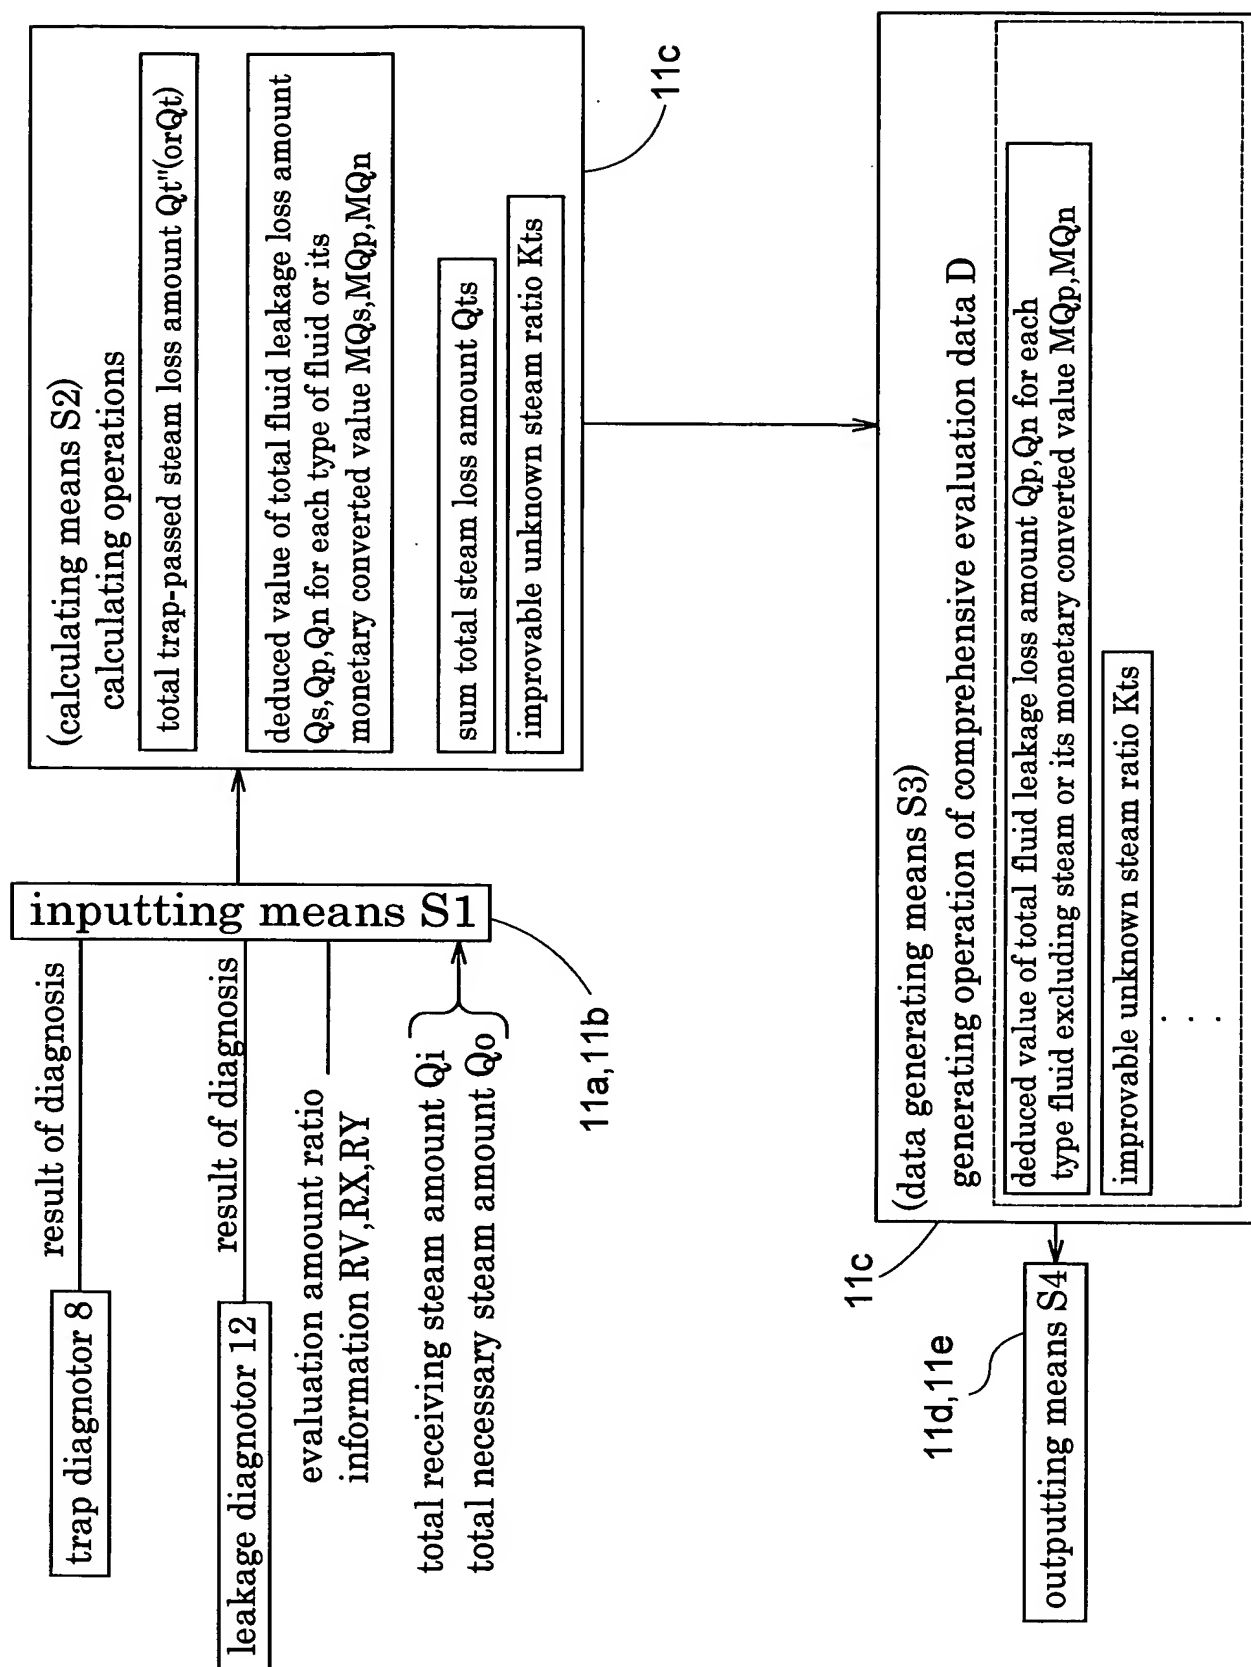 trap diagnotor 8
result of diagnosis
leakage diagnotor 12
result of diagnosis
evaluation amount ratio
information RV,RX,RY
total receiving steam amount Qi
total necessary steam amount Qo
inputting means S1
11a,11b
(calculating means S2)
calculating operations
total trap-passed steam loss amount Qt"(orQt)
deduced value of total fluid leakage loss amount
Qs,Qp,Qn for each type of fluid or its
monetary converted value MQs,MQp,MQn
sum total steam loss amount Qts
improvable unknown steam ratio Kts
11c
(data generating means S3)
generating operation of comprehensive evaluation data D
deduced value of total fluid leakage loss amount Qp,Qn for each
type fluid excluding steam or its monetary converted value MQp,MQn
improvable unknown steam ratio Kts
. . .
11c
outputting means S4
11d,11e